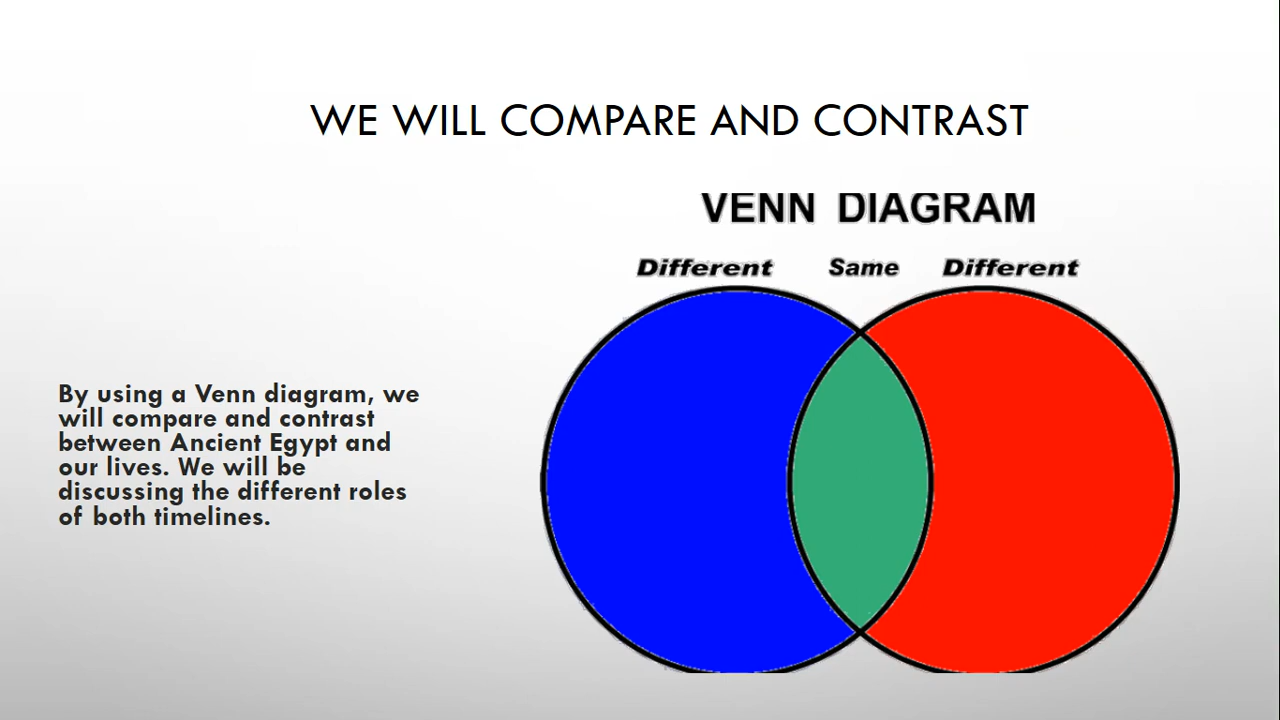 WE WILL COMPARE AND CONTRAST
VENN DIAGRAM
Different Same Different
By using a Venn diagram, we
will compare and contrast
between Ancient Egypt and
our lives. We will be
discussing the different roles
of both timelines.